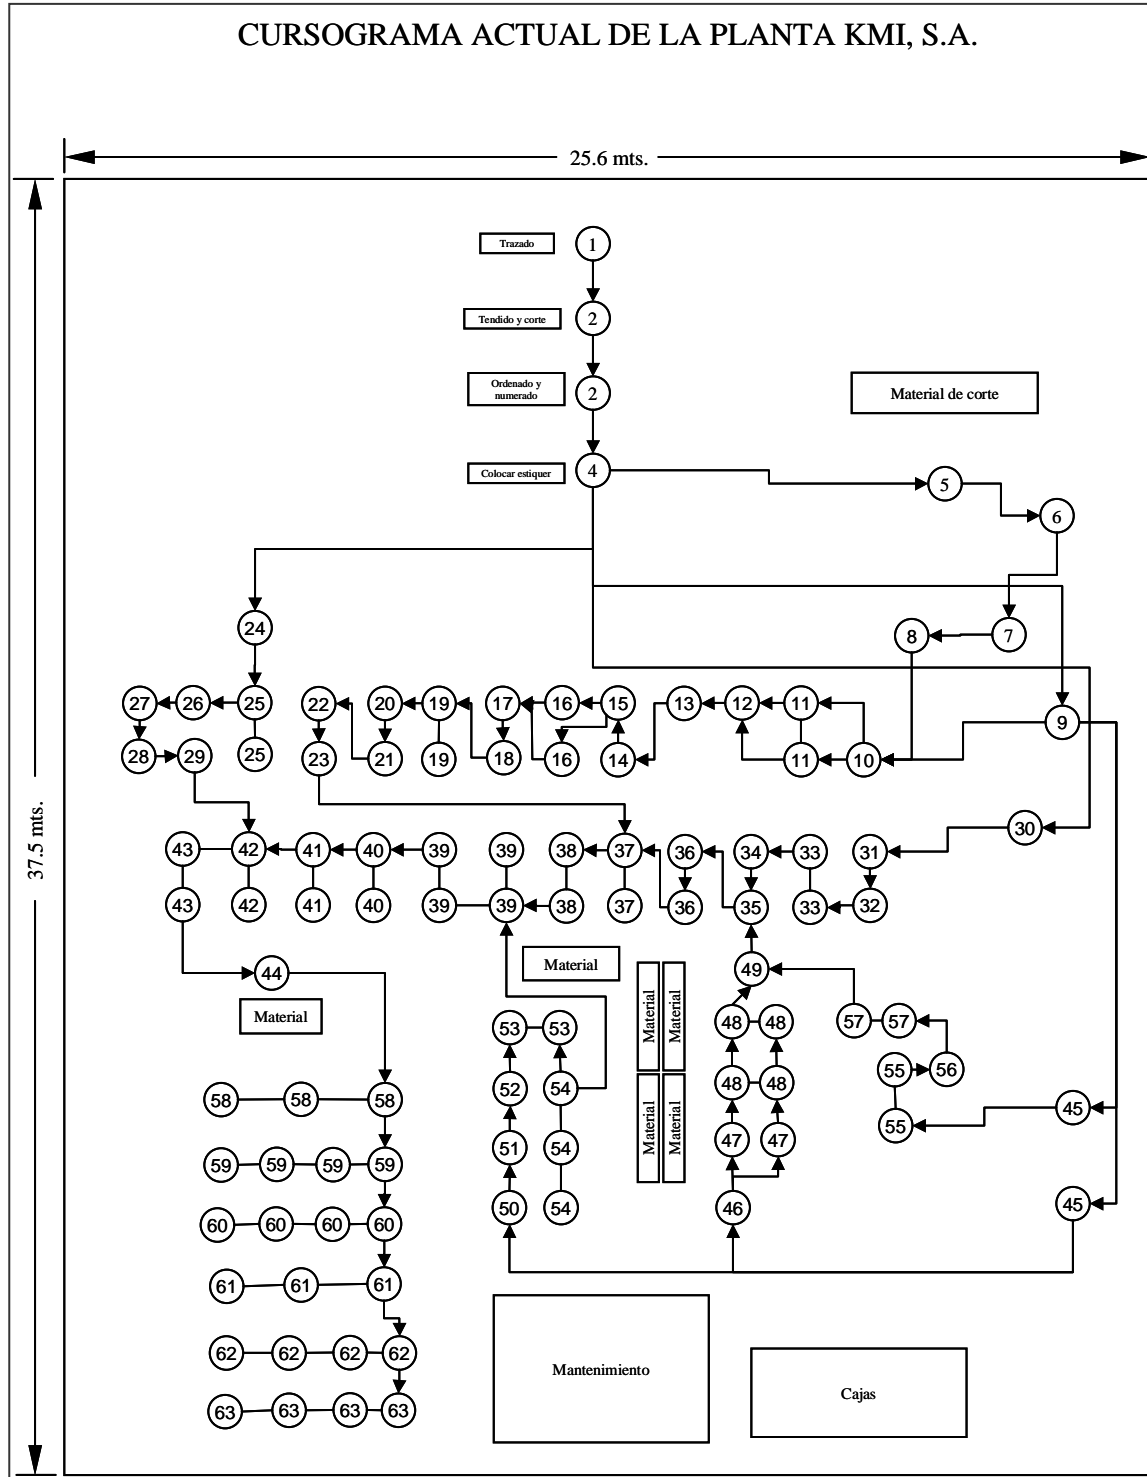 CURSOGRAMA ACTUAL DE LA PLANTA KMI, S.A.
25.6 mts.
37.5 mts.
Trazado
1
Tendido y corte
2
Ordenado y
numerado
2
Material de corte
Colocar estiquer
4
5
6
24
8
7
27 26 25 22 20 19 17 16 15 13 12 11 9
28 29 25 23 21 19 18 16 14 11 10
30
43 42 41 40 39 39 38 37 36 34 33 31
43 42 41 40 39 39 38 37 36 35 33 32
44
Material
49
Material
Material
Material
Material
Material
53 53
48 48
57 57
52 54
48 48
55 56
51 54
47 47
55
45
50 54
46
45
58 58 58
59 59 59 59
60 60 60 60
61 61 61
62 62 62 62
63 63 63 63
Mantenimiento
Cajas